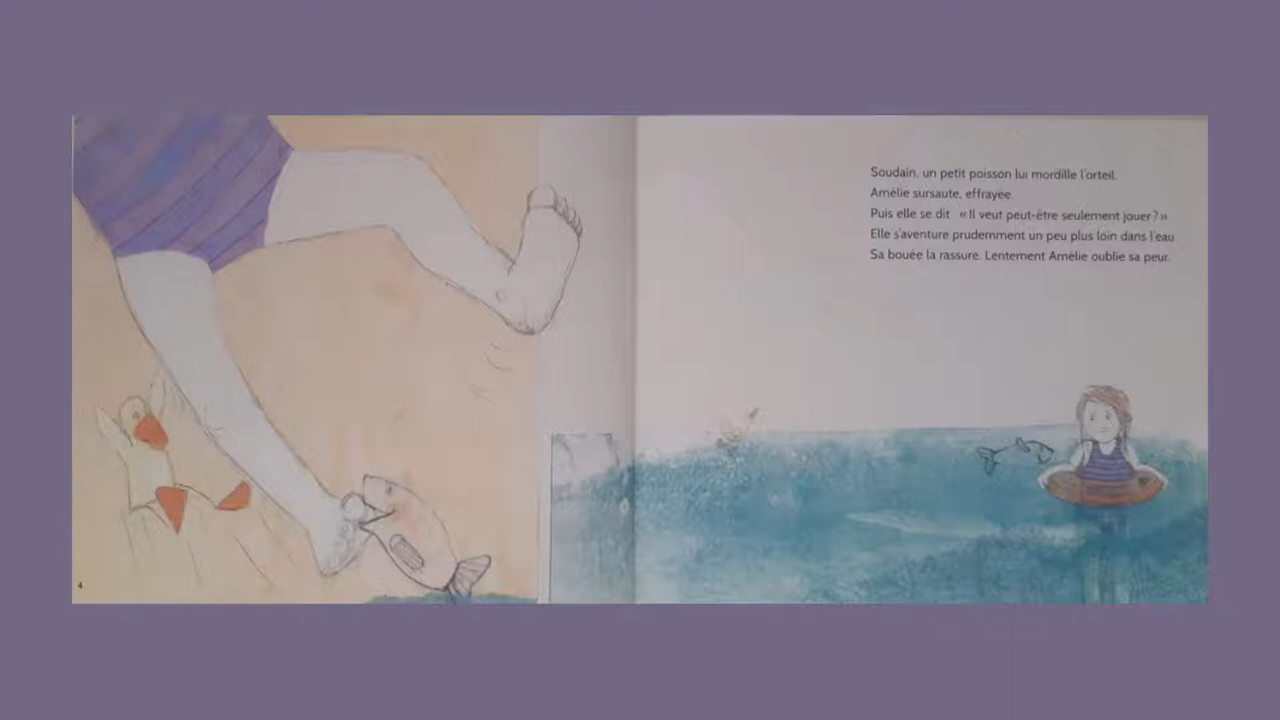 Soudain, un petit poisson lui mordille l'orteil.
Amélie sursaute, effrayée.
Puis elle se dit « Il veut peut-être seulement jouer ? »
Elle s'aventure prudemment un peu plus loin dans l'eau
Sa bouée la rassure. Lentement Amélie oublie sa peur.
4